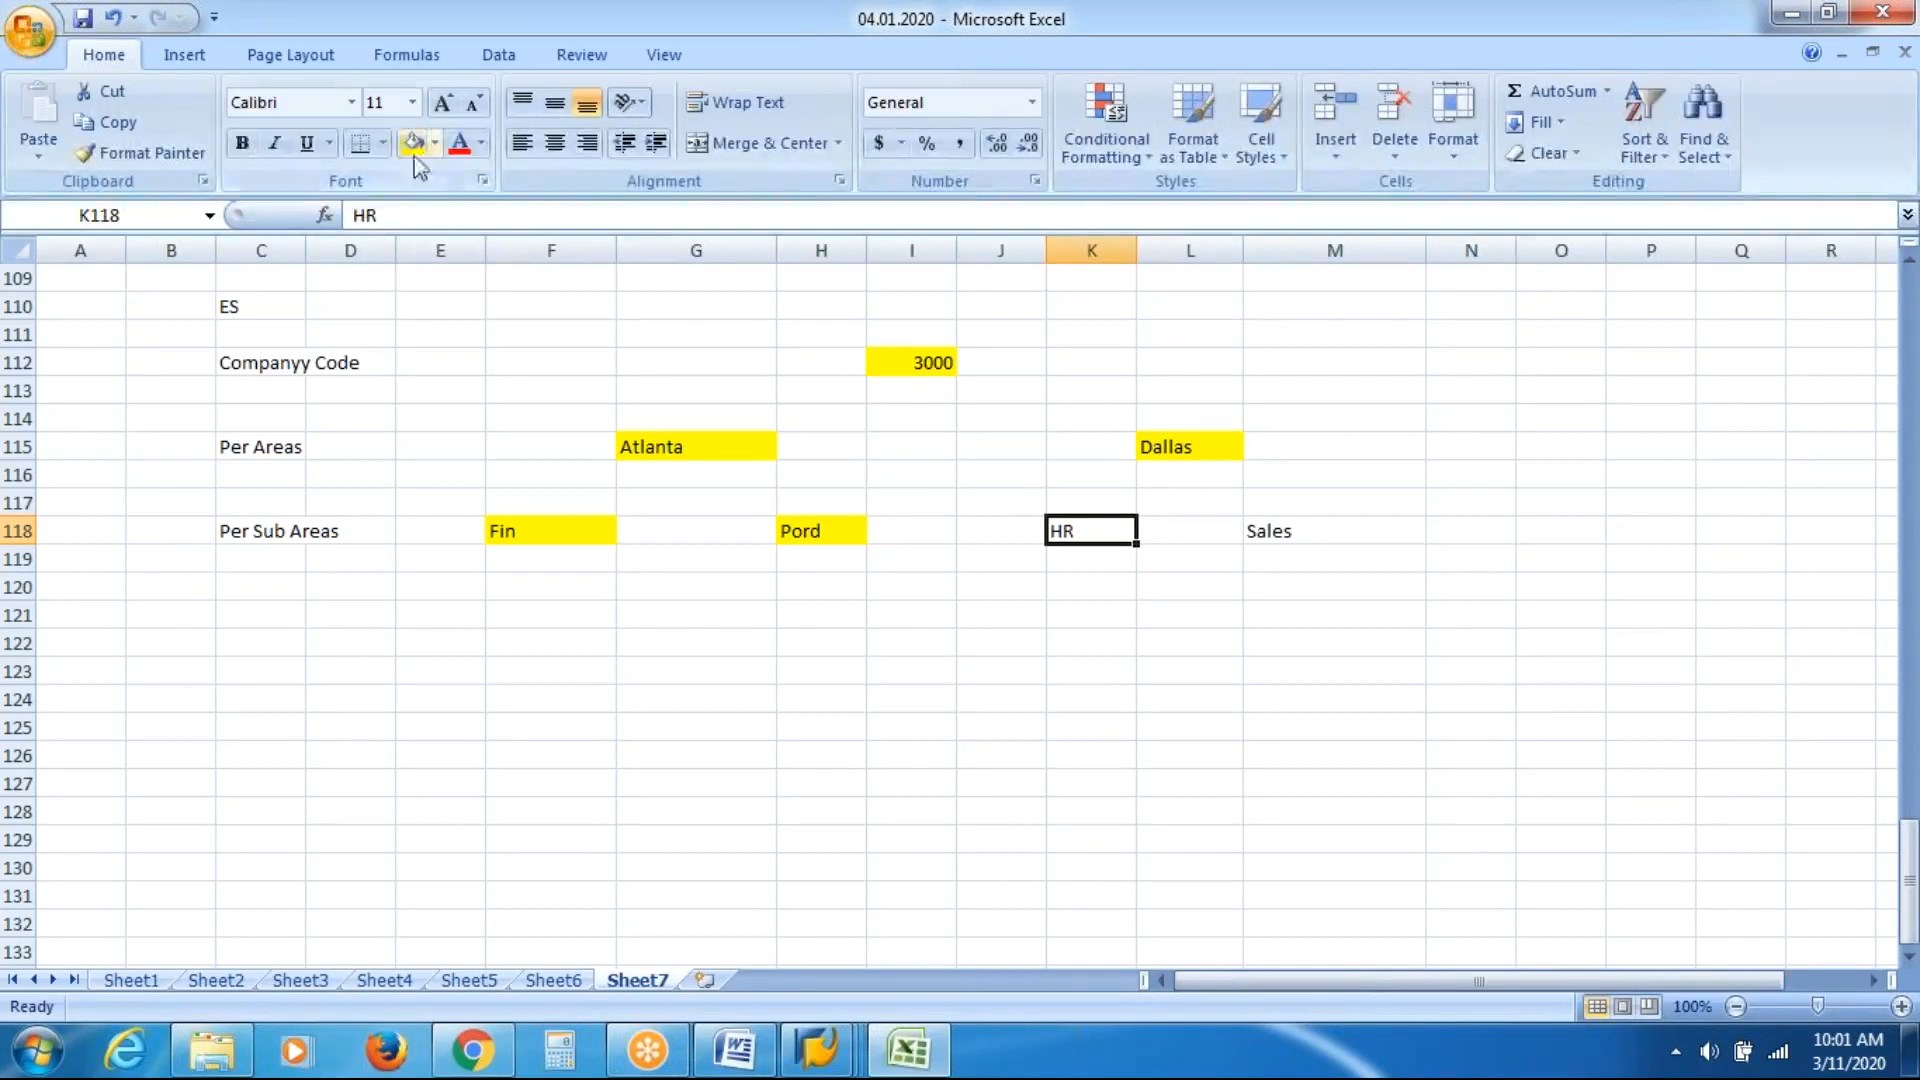 04.01.2020 - Microsoft Excel
Home Insert Page Layout Formulas Data Review View
Paste
Cut
Copy
Format Painter
Clipboard
Calibri 11
B I U
Font
Wrap Text
Merge & Center
Alignment
General
$ % ,
Number
Conditional Formatting
Format as Table
Cell Styles
Styles
Insert Delete Format
Cells
Σ AutoSum
Fill
Clear
Sort & Filter
Find & Select
Editing
K118 fx HR
A B C D E F G H I J K L M N O P Q R
109
110 ES
111
112 Companyy Code 3000
113
114
115 Per Areas Atlanta Dallas
116
117
118 Per Sub Areas Fin Pord HR Sales
119
120
121
122
123
124
125
126
127
128
129
130
131
132
133
Sheet1 Sheet2 Sheet3 Sheet4 Sheet5 Sheet6 Sheet7
Ready 100%
10:01 AM
3/11/2020